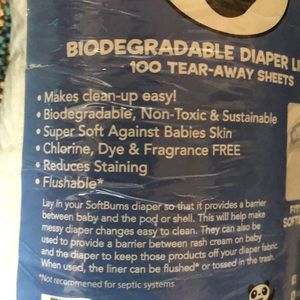 BIODEGRADABLE DIAPER LI
100 TEAR-AWAY SHEETS
• Makes clean-up easy!
• Biodegradable, Non-Toxic & Sustainable
• Super Soft Against Babies Skin
• Chlorine, Dye & Fragrance FREE
• Reduces Staining
• Flushable*
Lay in your SoftBums diaper so that it provides a barrier
between baby and the pod or shell. This will help make
messy diaper changes easy to clean. They can also be
used to provide a barrier between rash cream on baby
and the diaper to keep those products off your diaper fabric.
When used, the liner can be flushed* or tossed in the trash.
*Not recommened for septic systems